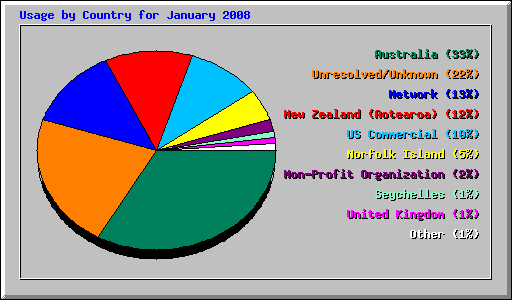 Usage by Country for January 2008
Australia (33%)
Unresolved/Unknown (22%)
Network (13%)
New Zealand (Aotearoa) (12%)
US Commercial (10%)
Norfolk Island (5%)
Non-Profit Organization (2%)
Seychelles (1%)
United Kingdom (1%)
Other (1%)